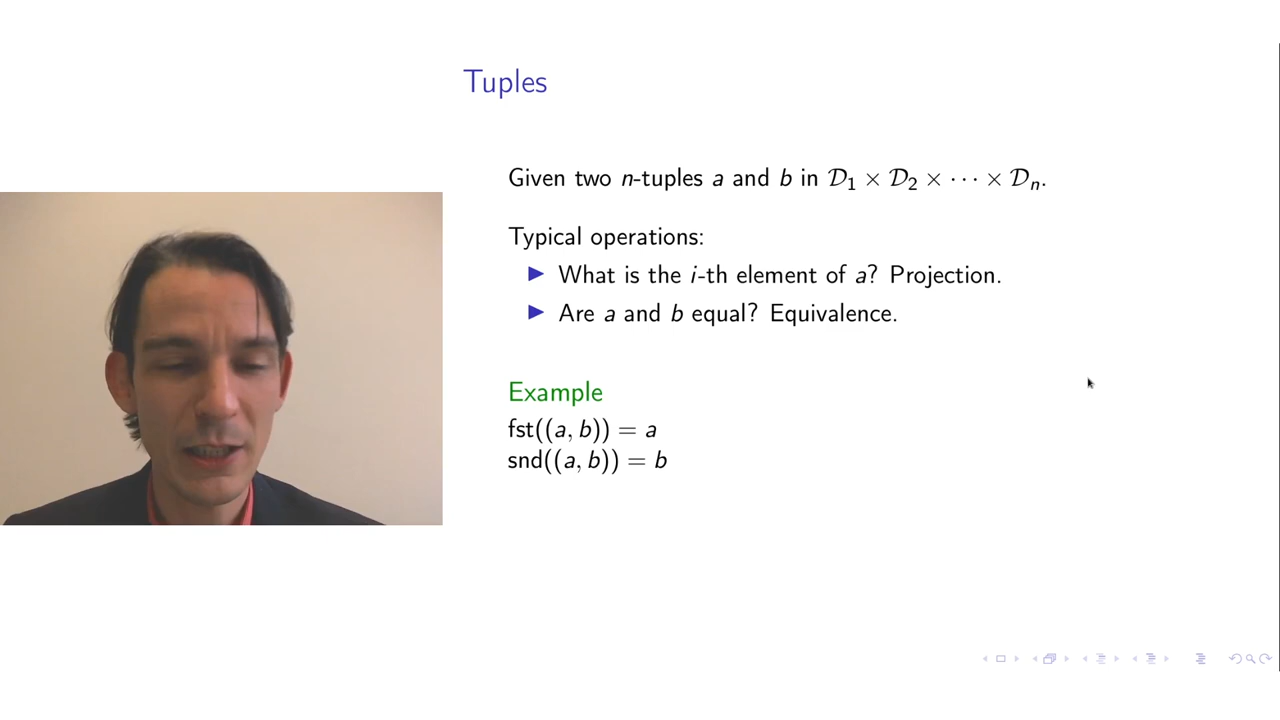 Tuples
Given two n-tuples a and b in 𝒟₁ × 𝒟₂ × ⋯ × 𝒟ₙ.
Typical operations:
▶ What is the i-th element of a? Projection.
▶ Are a and b equal? Equivalence.
Example
fst((a, b)) = a
snd((a, b)) = b